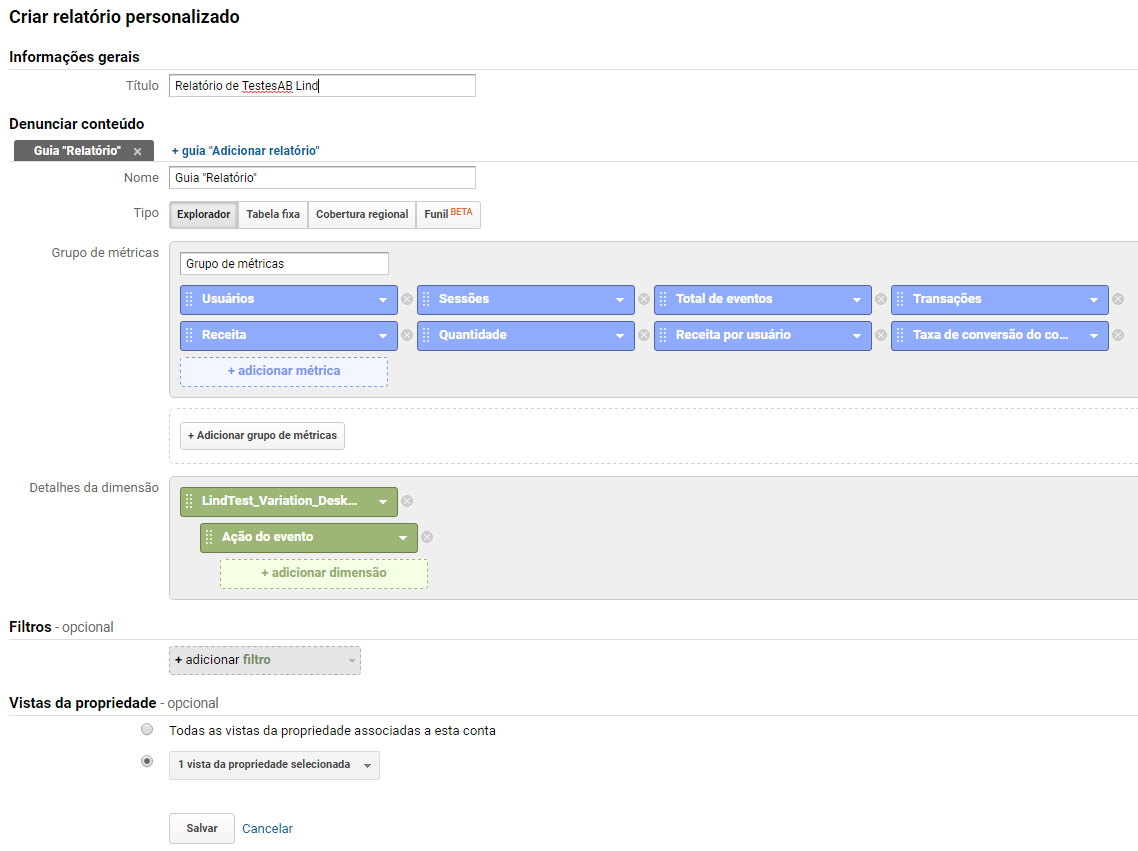 Criar relatório personalizado
Informações gerais
Título Relatório de TestesAB Lind
Denunciar conteúdo
Guia "Relatório" × + guia "Adicionar relatório"
Nome Guia "Relatório"
Tipo Explorador Tabela fixa Cobertura regional Funil BETA
Grupo de métricas
Grupo de métricas
Usuários Sessões Total de eventos Transações
Receita Quantidade Receita por usuário Taxa de conversão do co...
+ adicionar métrica
+ Adicionar grupo de métricas
Detalhes da dimensão
LindTest_Variation_Desk...
Ação do evento
+ adicionar dimensão
Filtros - opcional
+ adicionar filtro
Vistas da propriedade - opcional
Todas as vistas da propriedade associadas a esta conta
1 vista da propriedade selecionada
Salvar Cancelar